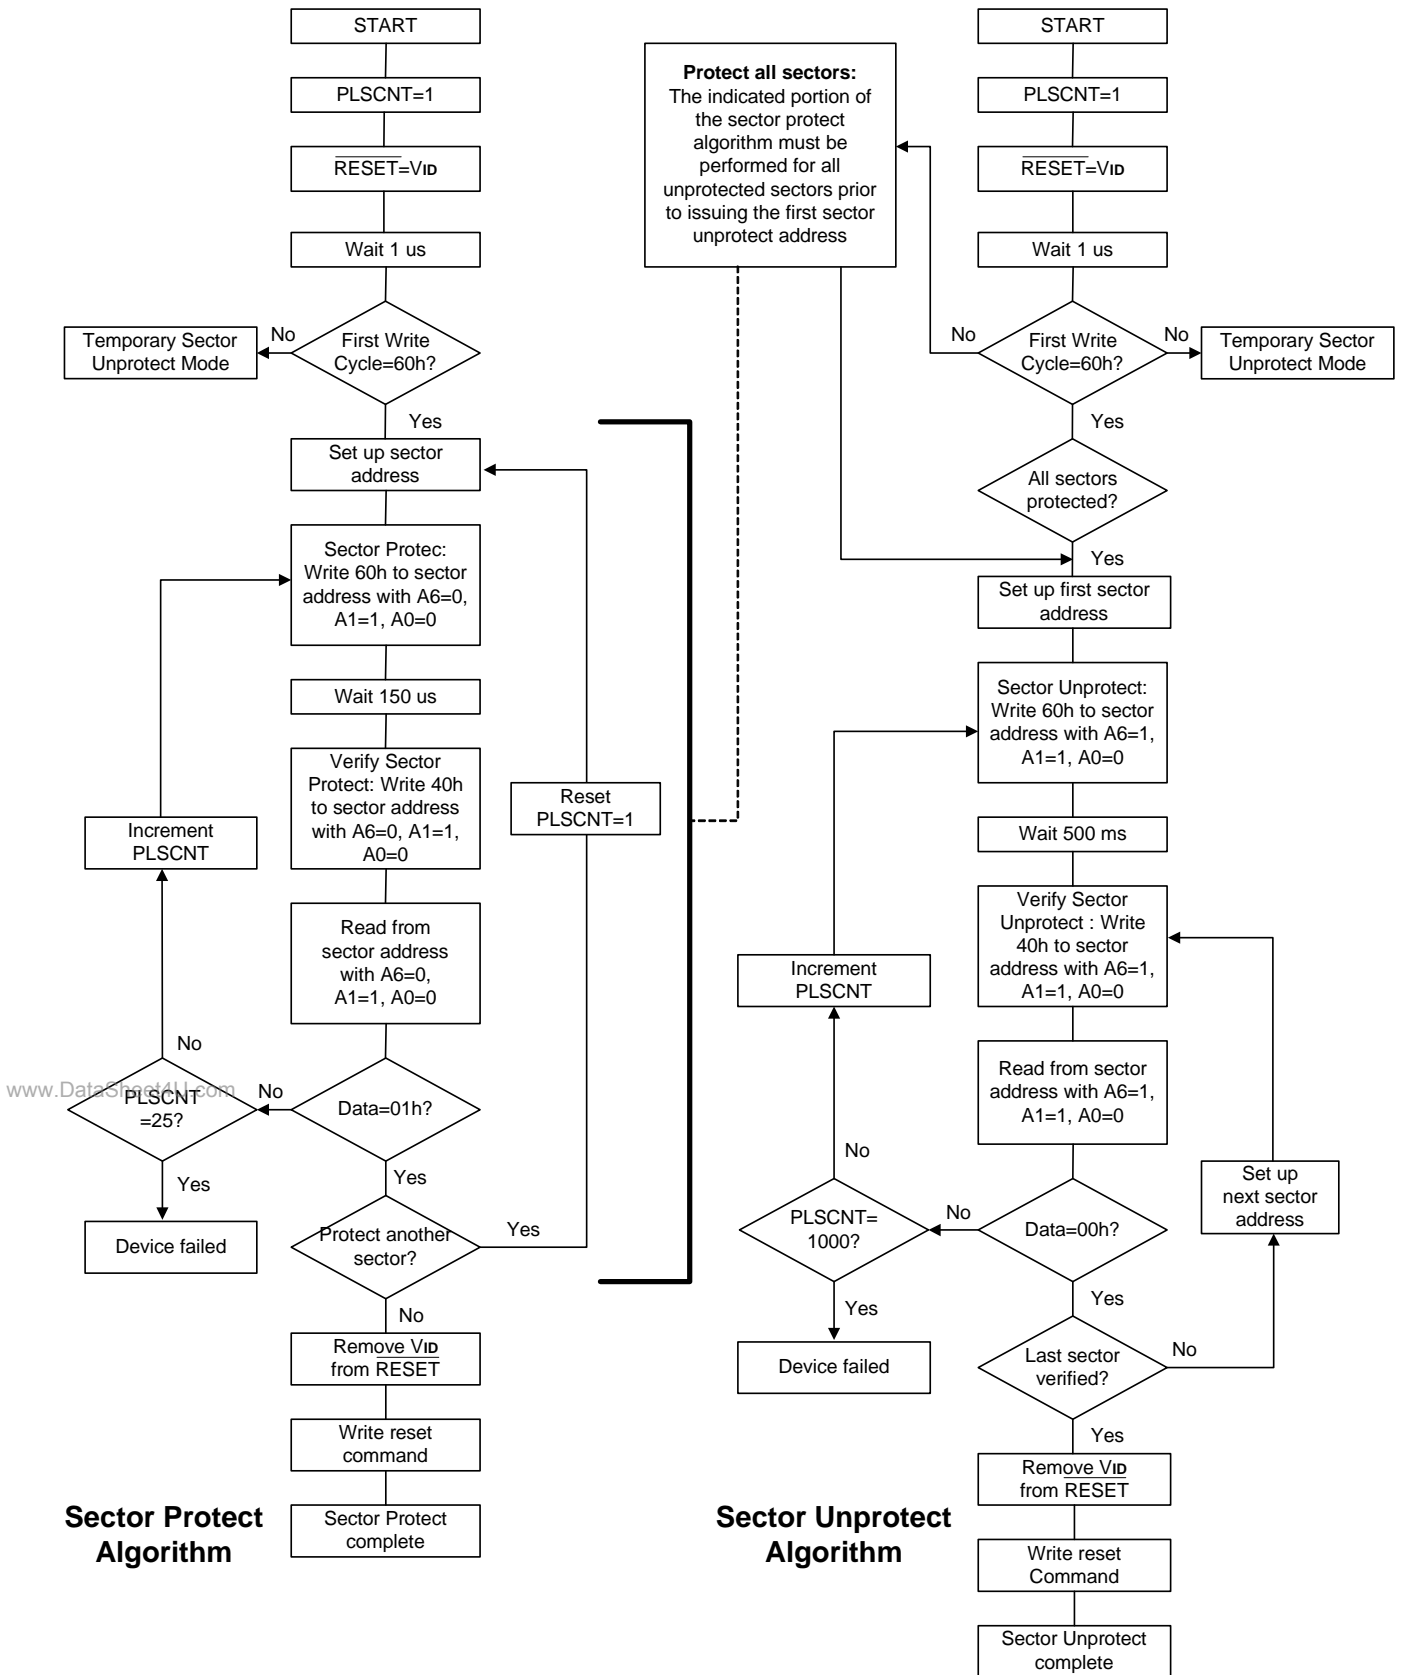 START
PLSCNT=1
RESET=VID
Wait 1 us
First Write
Cycle=60h?
No
Temporary Sector
Unprotect Mode
Yes
Set up sector
address
Sector Protec:
Write 60h to sector
address with A6=0,
A1=1, A0=0
Wait 150 us
Verify Sector
Protect: Write 40h
to sector address
with A6=0, A1=1,
A0=0
Reset
PLSCNT=1
Increment
PLSCNT
Read from
sector address
with A6=0,
A1=1, A0=0
No
www.DataSheet4U.com
PLSCNT
=25?
No
Data=01h?
Yes
Device failed
Yes
Protect another
sector?
Yes
No
Remove VID
from RESET
Write reset
command
Sector Protect
complete
Sector Protect
Algorithm
Protect all sectors:
The indicated portion of
the sector protect
algorithm must be
performed for all
unprotected sectors prior
to issuing the first sector
unprotect address
START
PLSCNT=1
RESET=VID
Wait 1 us
No
First Write
Cycle=60h?
No
Temporary Sector
Unprotect Mode
Yes
All sectors
protected?
Yes
Set up first sector
address
Sector Unprotect:
Write 60h to sector
address with A6=1,
A1=1, A0=0
Wait 500 ms
Verify Sector
Unprotect : Write
40h to sector
address with A6=1,
A1=1, A0=0
Increment
PLSCNT
Read from sector
address with A6=1,
A1=1, A0=0
No
Set up
next sector
address
PLSCNT=
1000?
No
Data=00h?
Yes
Device failed
Yes
Last sector
verified?
No
Yes
Remove VID
from RESET
Write reset
Command
Sector Unprotect
complete
Sector Unprotect
Algorithm